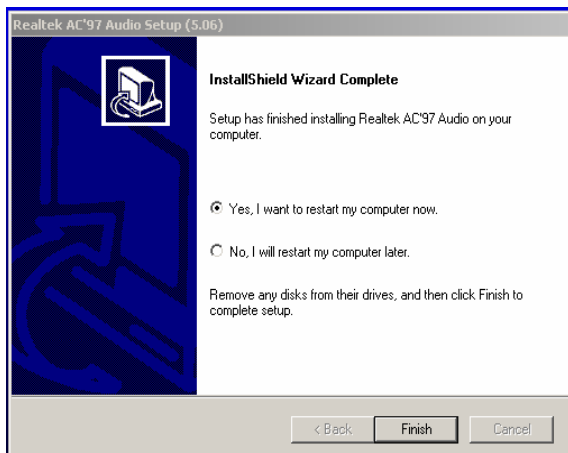 Realtek AC'97 Audio Setup (5.06)
InstallShield Wizard Complete
Setup has finished installing Realtek AC'97 Audio on your
computer.
Yes, I want to restart my computer now.
No, I will restart my computer later.
Remove any disks from their drives, and then click Finish to
complete setup.
< Back
Finish
Cancel